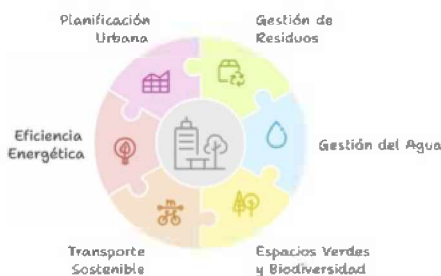 Planificación
Urbana
Gestión de
Residuos
Eficiencia
Energética
Gestión del Agua
Transporte
Sostenible
Espacios Verdes
y Biodiversidad